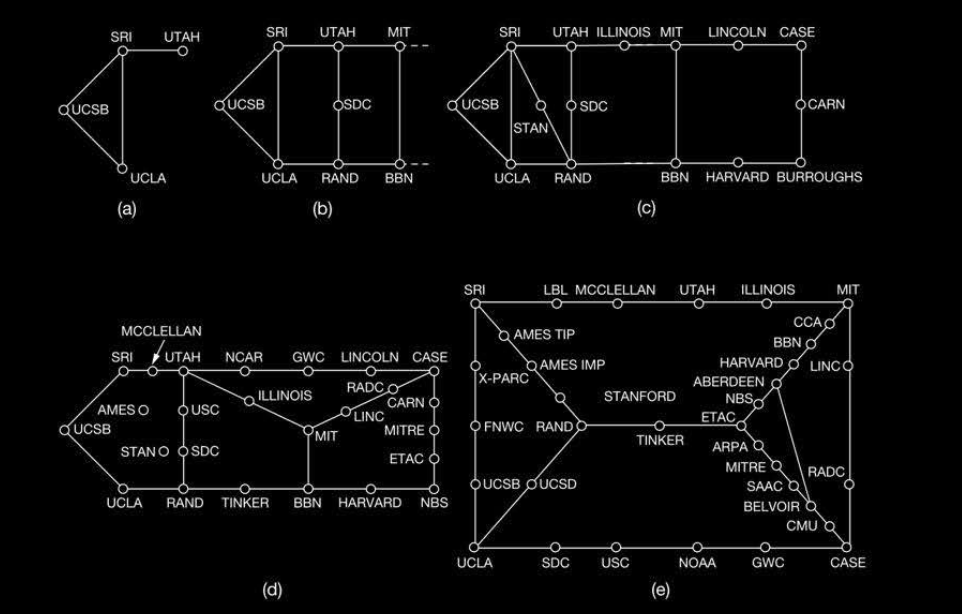 SRI UTAH
UCSB
UCLA
(a)
SRI UTAH MIT
UCSB SDC
UCLA RAND BBN
(b)
SRI UTAH ILLINOIS MIT LINCOLN CASE
UCSB SDC CARN
STAN
UCLA RAND BBN HARVARD BURROUGHS
(c)
MCCLELLAN
SRI UTAH NCAR GWC LINCOLN CASE
RADC
ILLINOIS
CARN
AMES USC LINC
UCSB MIT MITRE
STAN SDC
ETAC
UCLA RAND TINKER BBN HARVARD NBS
(d)
SRI LBL MCCLELLAN UTAH ILLINOIS MIT
CCA
AMES TIP
BBN
AMES IMP HARVARD LINC
X-PARC ABERDEEN
STANFORD NBS
ETAC
FNWC RAND
TINKER
ARPA
MITRE RADC
UCSB UCSD SAAC
BELVOIR
CMU
UCLA SDC USC NOAA GWC CASE
(e)